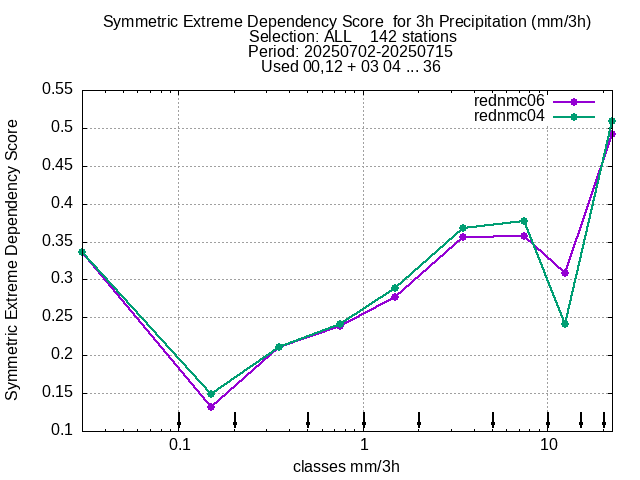 Symmetric Extreme Dependency Score  for 3h Precipitation (mm/3h)
Selection: ALL    142 stations
Period: 20250702-20250715
Used 00,12 + 03 04 ... 36
rednmc06
rednmc04
Symmetric Extreme Dependency Score
0.55
0.5
0.45
0.4
0.35
0.3
0.25
0.2
0.15
0.1
0.1 1 10
classes mm/3h